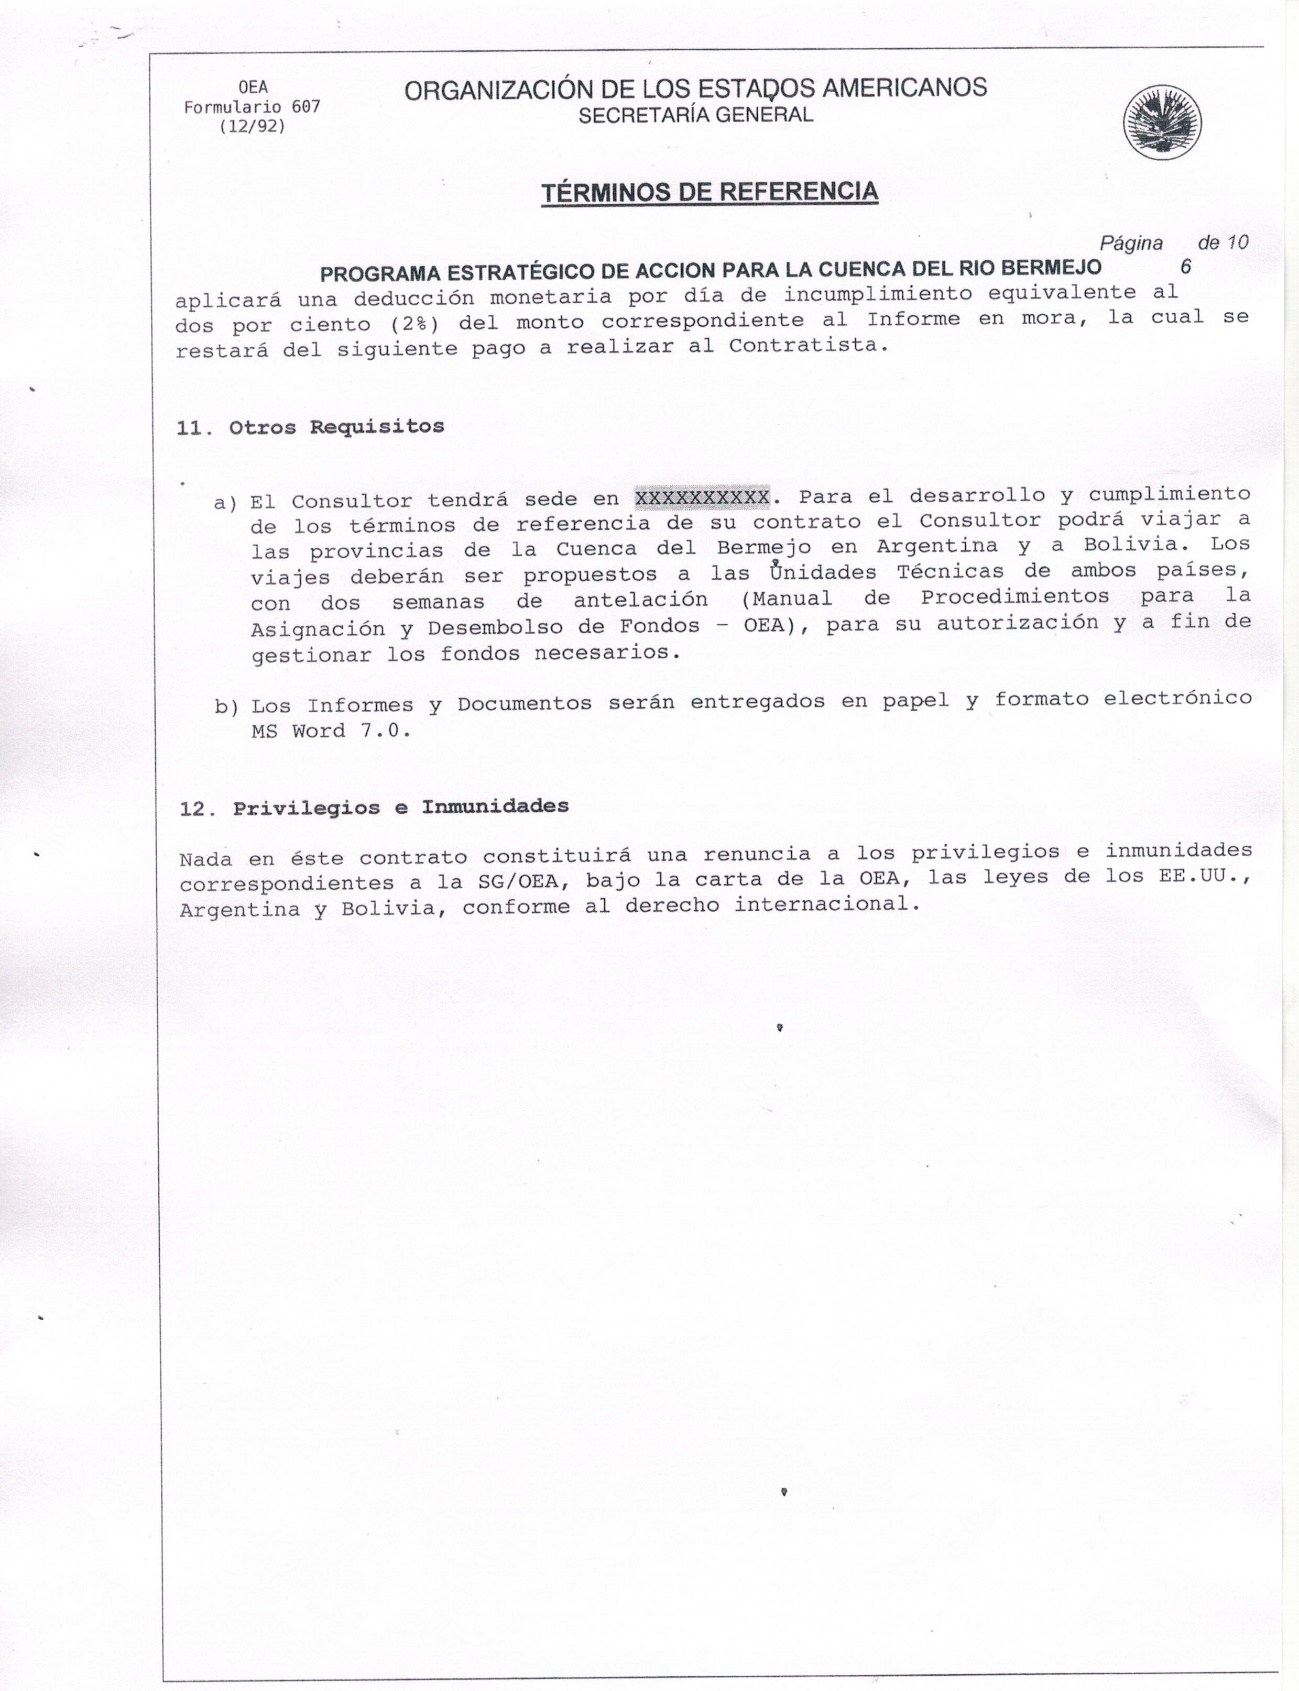 OEA
Formulario 607
(12/92)
ORGANIZACIÓN DE LOS ESTADOS AMERICANOS
SECRETARÍA GENERAL
TÉRMINOS DE REFERENCIA
Página de 10
PROGRAMA ESTRATÉGICO DE ACCION PARA LA CUENCA DEL RIO BERMEJO 6
aplicará una deducción monetaria por día de incumplimiento equivalente al
dos por ciento (2%) del monto correspondiente al Informe en mora, la cual se
restará del siguiente pago a realizar al Contratista.
11. Otros Requisitos
a) El Consultor tendrá sede en XXXXXXXXXX. Para el desarrollo y cumplimiento
de los términos de referencia de su contrato el Consultor podrá viajar a
las provincias de la Cuenca del Bermejo en Argentina y a Bolivia. Los
viajes deberán ser propuestos a las Unidades Técnicas de ambos países,
con dos semanas de antelación (Manual de Procedimientos para la
Asignación y Desembolso de Fondos – OEA), para su autorización y a fin de
gestionar los fondos necesarios.
b) Los Informes y Documentos serán entregados en papel y formato electrónico
MS Word 7.0.
12. Privilegios e Inmunidades
Nada en éste contrato constituirá una renuncia a los privilegios e inmunidades
correspondientes a la SG/OEA, bajo la carta de la OEA, las leyes de los EE.UU.,
Argentina y Bolivia, conforme al derecho internacional.